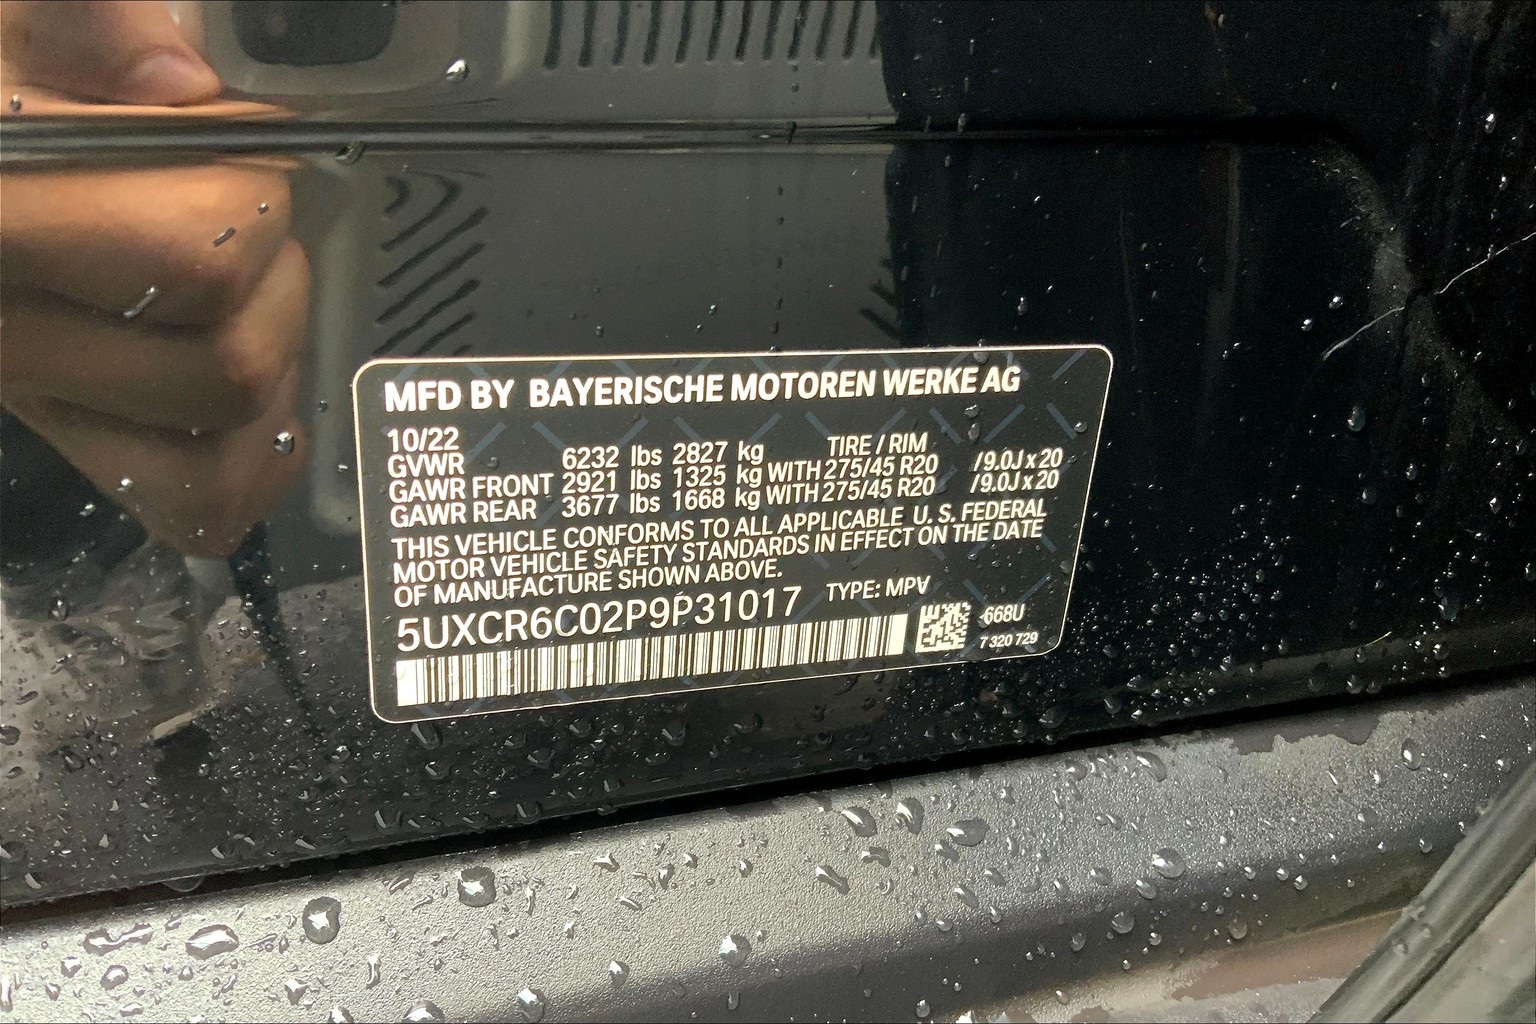 MFD BY BAYERISCHE MOTOREN WERKE AG
10/22 TIRE / RIM
GVWR 6232 lbs 2827 kg
GAWR FRONT 2921 lbs 1325 kg WITH 275/45 R20 /9.0J x 20
GAWR REAR 3677 lbs 1668 kg WITH 275/45 R20 /9.0J x 20
THIS VEHICLE CONFORMS TO ALL APPLICABLE U. S. FEDERAL
MOTOR VEHICLE SAFETY STANDARDS IN EFFECT ON THE DATE
OF MANUFACTURE SHOWN ABOVE.
5UXCR6C02P9P31017 TYPE: MPV
668U
7 320 729